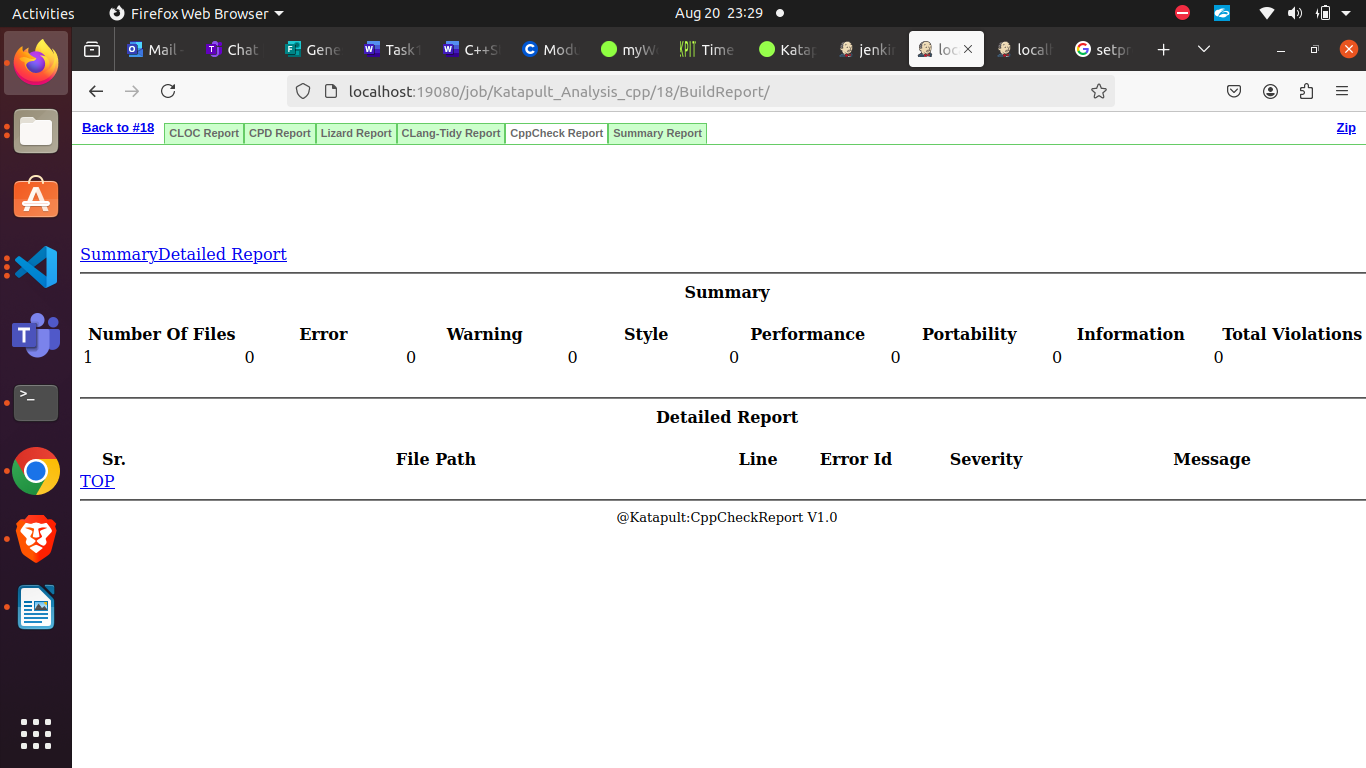 Activities Firefox Web Browser Aug 20 23:29
Mail Chat Gene Task1 C++S Modu myW KPIT Time Katap jenkin loc localh setpr
localhost:19080/job/Katapult_Analysis_cpp/18/BuildReport/
Back to #18 CLOC Report CPD Report Lizard Report CLang-Tidy Report CppCheck Report Summary Report Zip
SummaryDetailed Report
Summary
Number Of Files Error Warning Style Performance Portability Information Total Violations
1 0 0 0 0 0 0 0
Detailed Report
Sr. File Path Line Error Id Severity Message
TOP
@Katapult:CppCheckReport V1.0